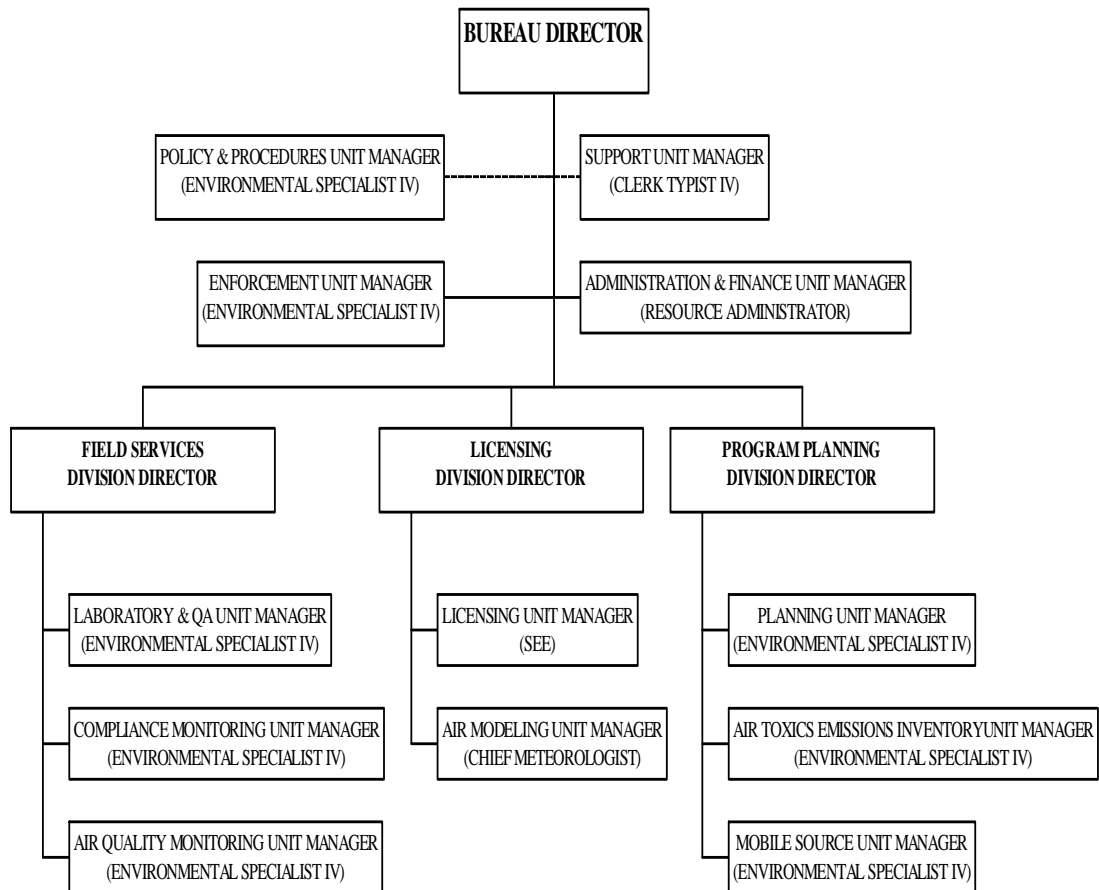 BUREAU DIRECTOR
POLICY & PROCEDURES UNIT MANAGER
(ENVIRONMENTAL SPECIALIST IV)
SUPPORT UNIT MANAGER
(CLERK TYPIST IV)
ENFORCEMENT UNIT MANAGER
(ENVIRONMENTAL SPECIALIST IV)
ADMINISTRATION & FINANCE UNIT MANAGER
(RESOURCE ADMINISTRATOR)
FIELD SERVICES
DIVISION DIRECTOR
LICENSING
DIVISION DIRECTOR
PROGRAM PLANNING
DIVISION DIRECTOR
LABORATORY & QA UNIT MANAGER
(ENVIRONMENTAL SPECIALIST IV)
LICENSING UNIT MANAGER
(SEE)
PLANNING UNIT MANAGER
(ENVIRONMENTAL SPECIALIST IV)
COMPLIANCE MONITORING UNIT MANAGER
(ENVIRONMENTAL SPECIALIST IV)
AIR MODELING UNIT MANAGER
(CHIEF METEOROLOGIST)
AIR TOXICS EMISSIONS INVENTORYUNIT MANAGER
(ENVIRONMENTAL SPECIALIST IV)
AIR QUALITY MONITORING UNIT MANAGER
(ENVIRONMENTAL SPECIALIST IV)
MOBILE SOURCE UNIT MANAGER
(ENVIRONMENTAL SPECIALIST IV)